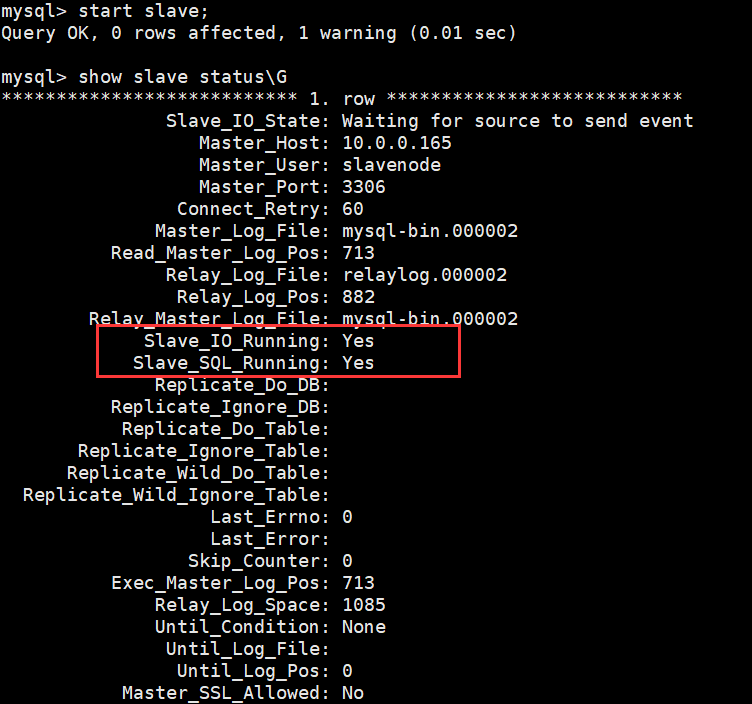 mysql> start slave;
Query OK, 0 rows affected, 1 warning (0.01 sec)
mysql> show slave status\G
*************************** 1. row ***************************
Slave_IO_State: Waiting for source to send event
Master_Host: 10.0.0.165
Master_User: slavenode
Master_Port: 3306
Connect_Retry: 60
Master_Log_File: mysql-bin.000002
Read_Master_Log_Pos: 713
Relay_Log_File: relaylog.000002
Relay_Log_Pos: 882
Relay_Master_Log_File: mysql-bin.000002
Slave_IO_Running: Yes
Slave_SQL_Running: Yes
Replicate_Do_DB:
Replicate_Ignore_DB:
Replicate_Do_Table:
Replicate_Ignore_Table:
Replicate_Wild_Do_Table:
Replicate_Wild_Ignore_Table:
Last_Errno: 0
Last_Error:
Skip_Counter: 0
Exec_Master_Log_Pos: 713
Relay_Log_Space: 1085
Until_Condition: None
Until_Log_File:
Until_Log_Pos: 0
Master_SSL_Allowed: No